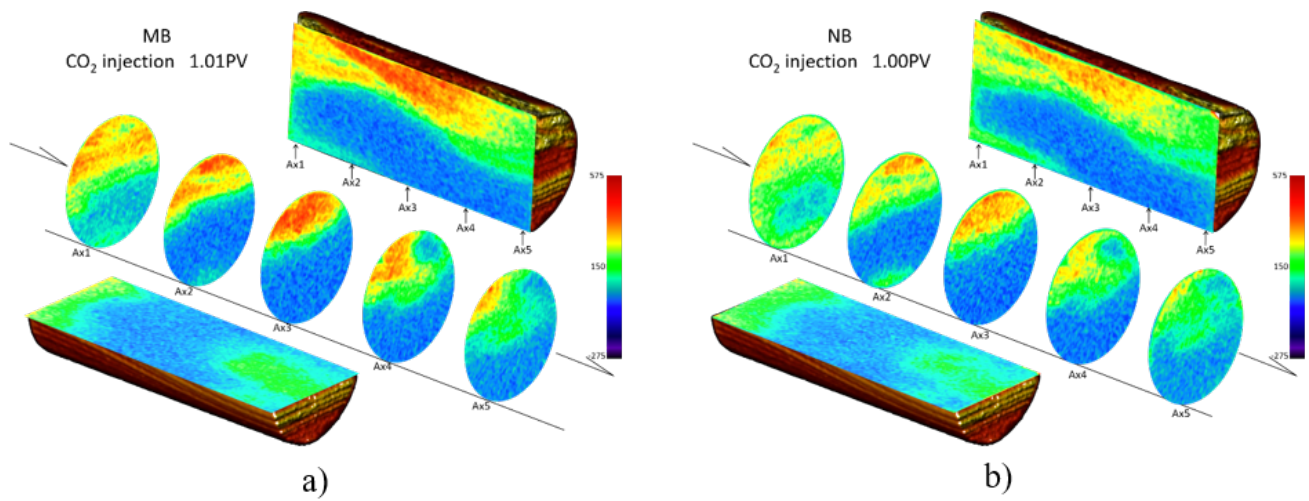 MB
CO₂ injection 1.01PV
Ax1
Ax2
Ax3
Ax4
Ax5
Ax1
Ax2
Ax3
Ax4
Ax5
575
150
-275
a)
NB
CO₂ injection 1.00PV
Ax1
Ax2
Ax3
Ax4
Ax5
Ax1
Ax2
Ax3
Ax4
Ax5
575
150
-275
b)